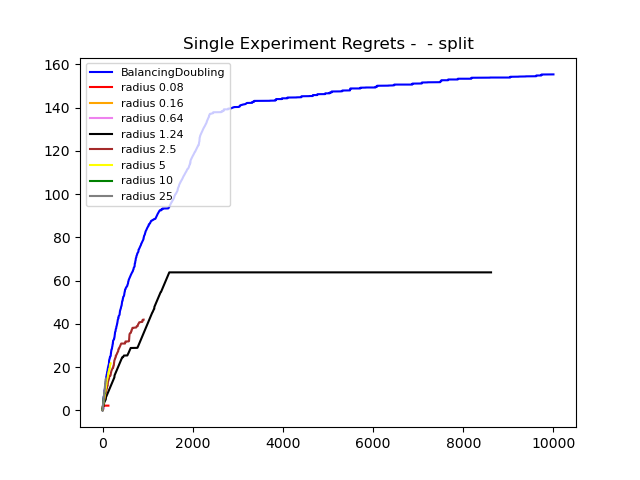 Single Experiment Regrets -  - split
160
140
120
100
80
60
40
20
0
BalancingDoubling
radius 0.08
radius 0.16
radius 0.64
radius 1.24
radius 2.5
radius 5
radius 10
radius 25
0 2000 4000 6000 8000 10000